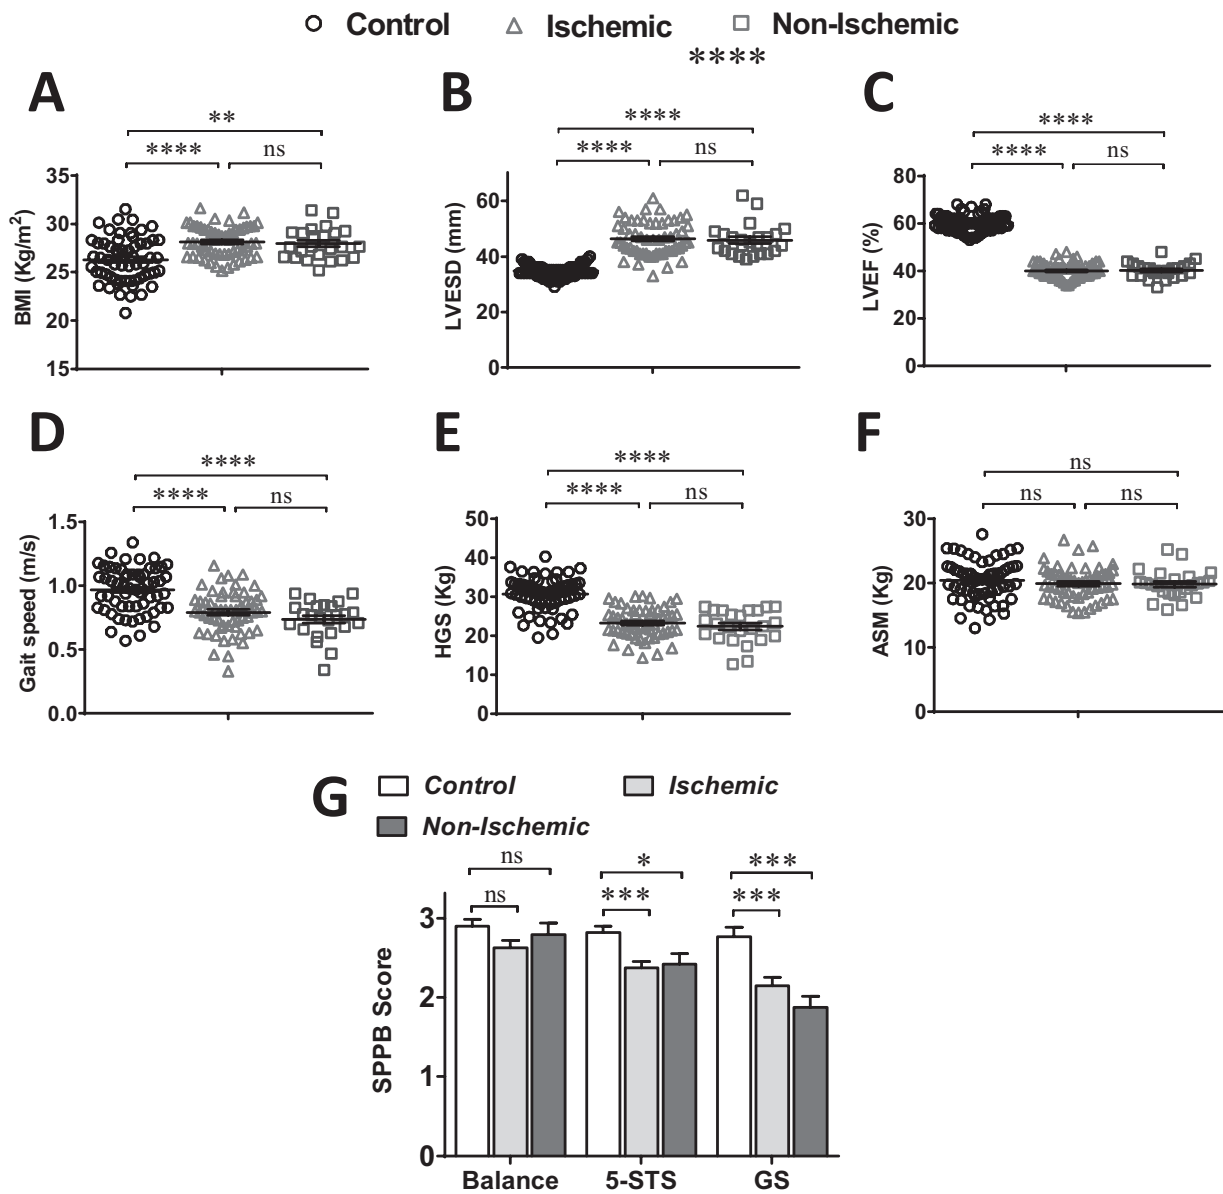 Control Ischemic Non-Ischemic
****
A B C
**
**** ns
BMI (Kg/m²)
35
30
25
20
15
****
**** ns
LVESD (mm)
60
40
20
0
****
**** ns
LVEF (%)
80
60
40
20
0
D E F
****
**** ns
Gait speed (m/s)
1.5
1.0
0.5
0.0
****
**** ns
HGS (Kg)
50
40
30
20
10
0
ns
ns ns
ASM (Kg)
30
20
10
0
G
Control Ischemic
Non-Ischemic
ns * ***
ns *** ***
SPPB Score
3
2
1
0
Balance 5-STS GS